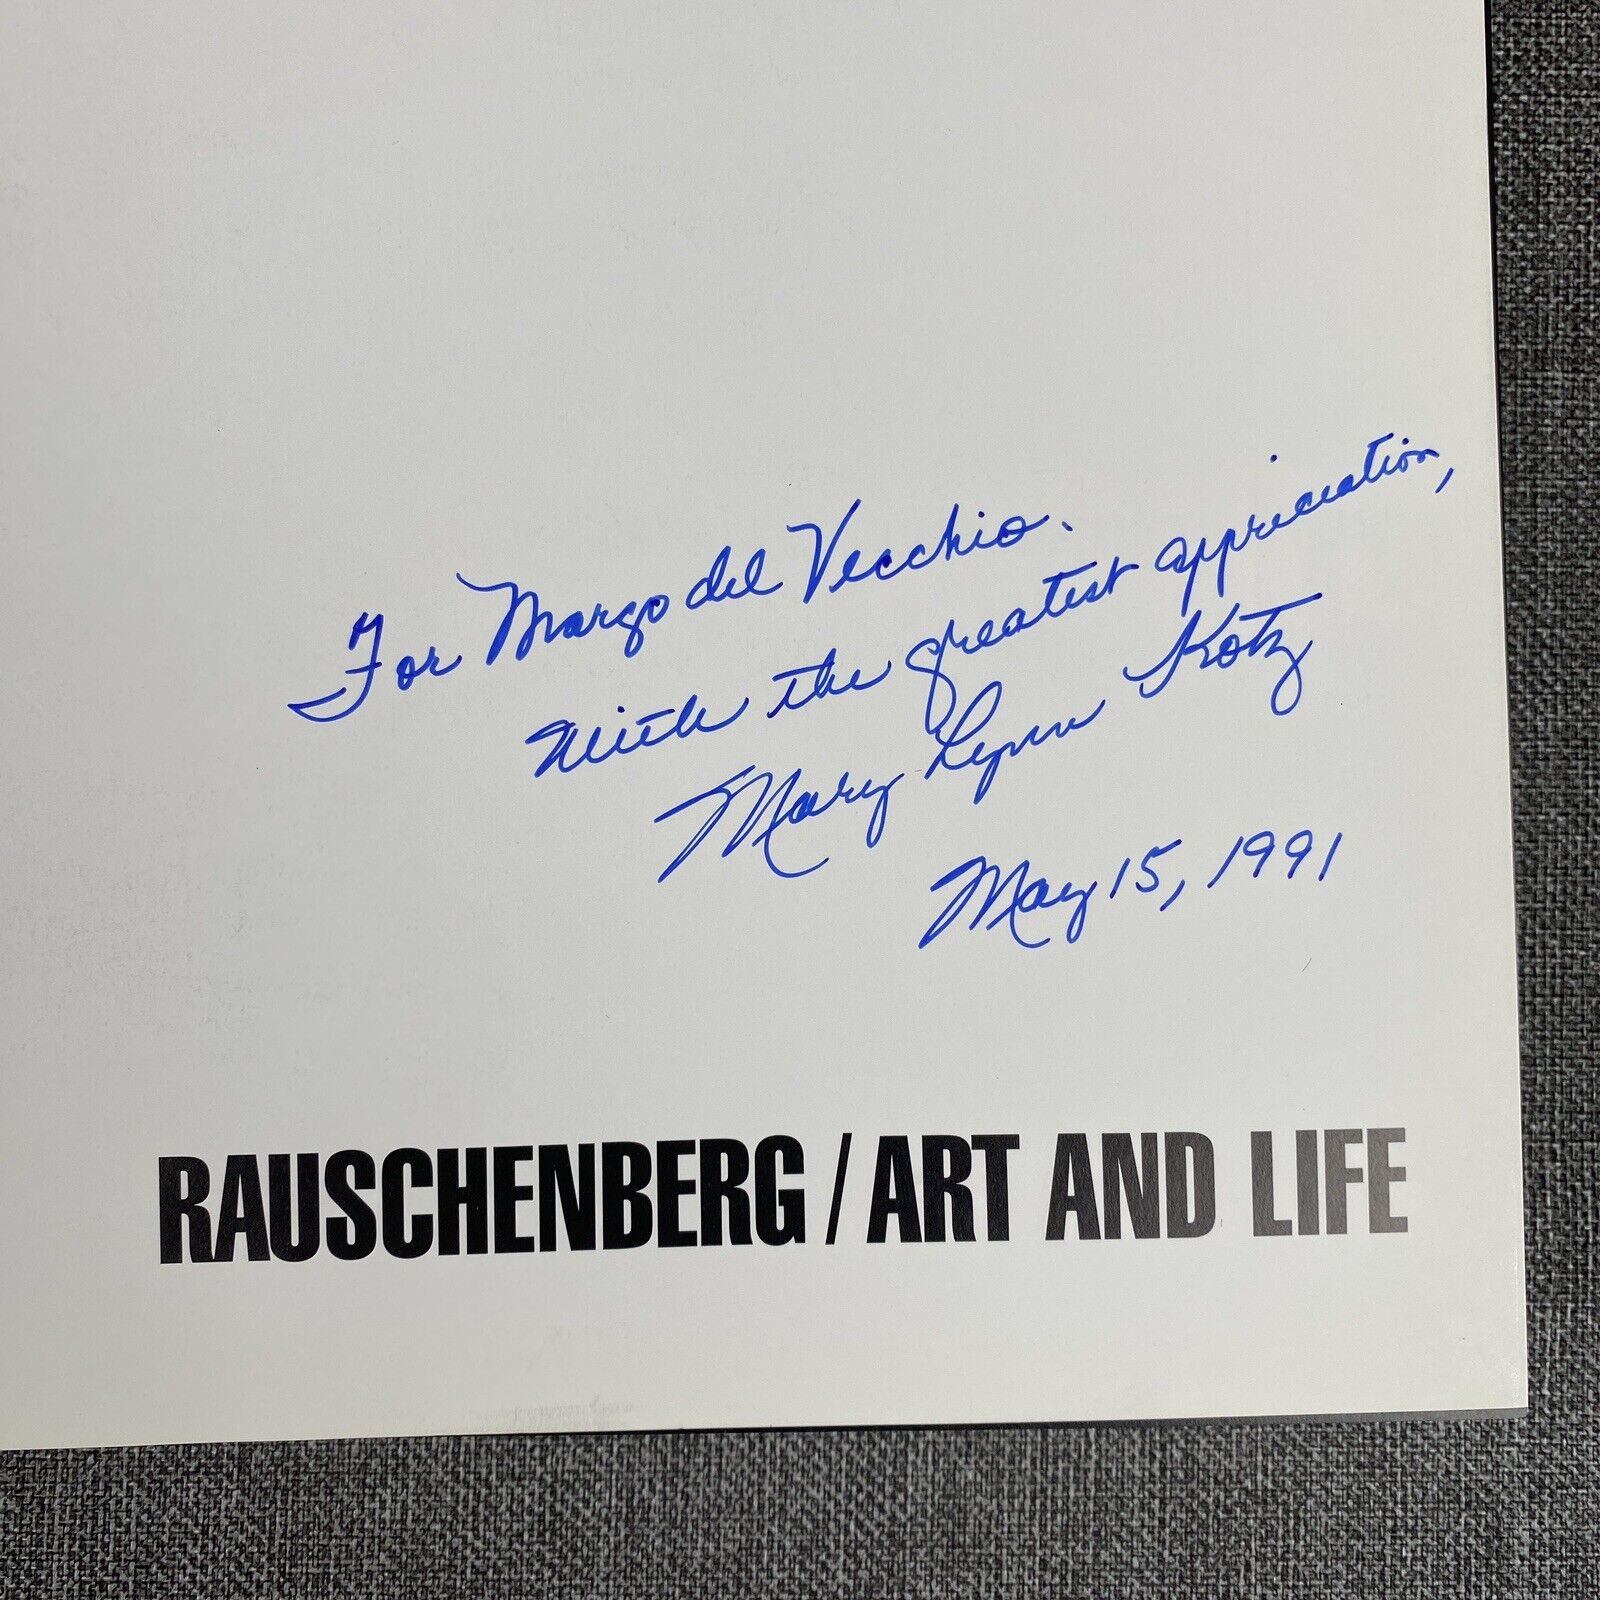 For Margo del Vecchio.
With the greatest appreciation,
Mary Lynn Kotz
May 15, 1991
RAUSCHENBERG / ART AND LIFE